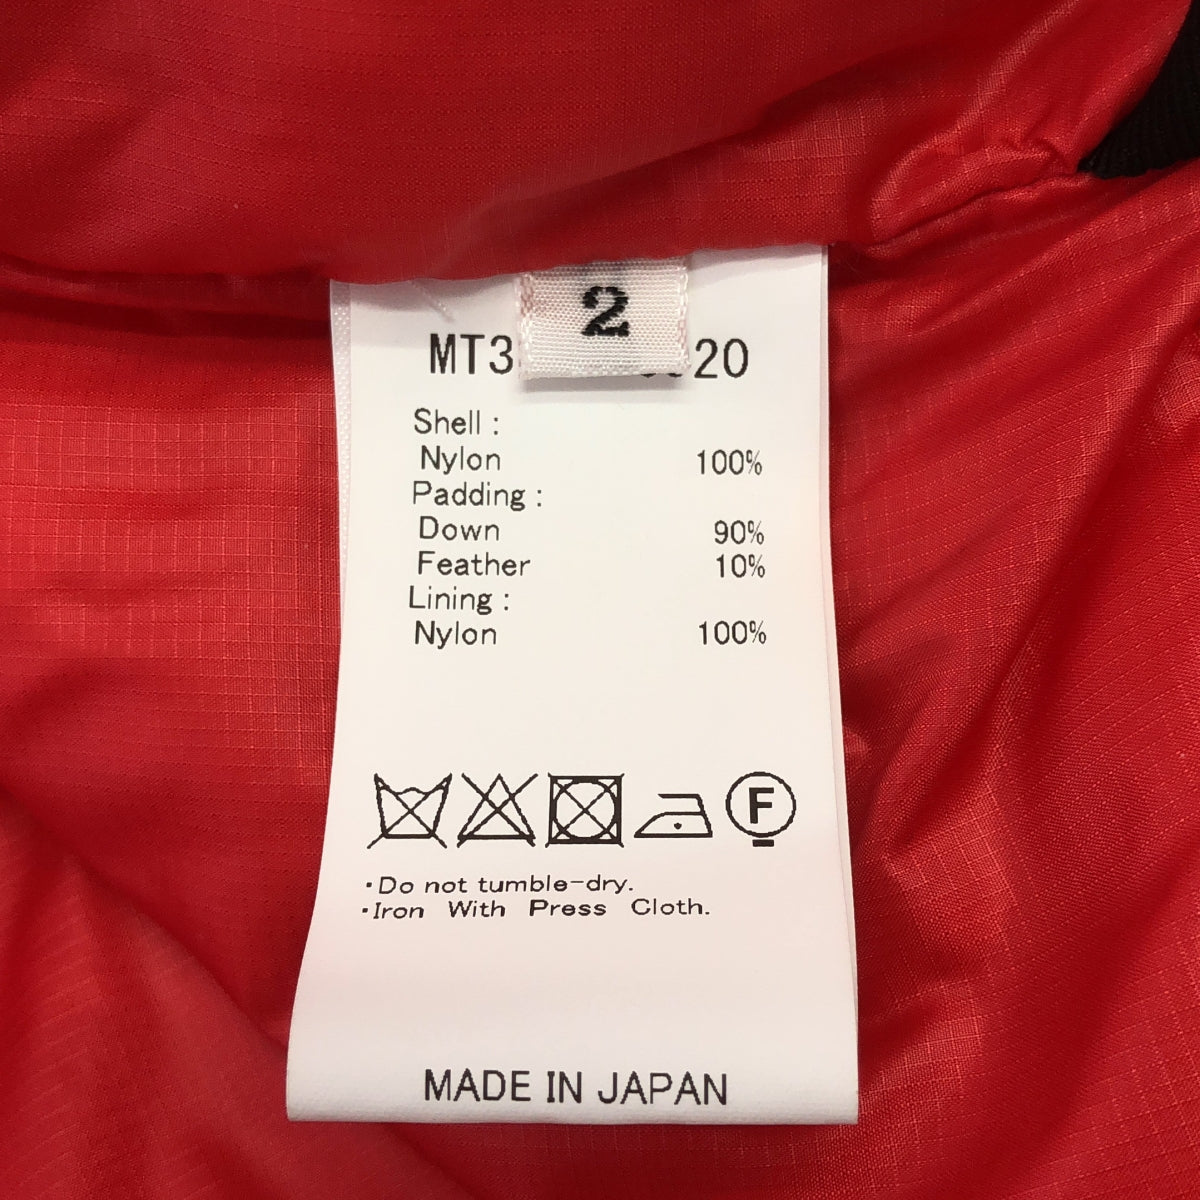 2
MT3 20
Shell :
Nylon 100%
Padding :
Down 90%
Feather 10%
Lining :
Nylon 100%
F
・Do not tumble-dry.
・Iron With Press Cloth.
MADE IN JAPAN